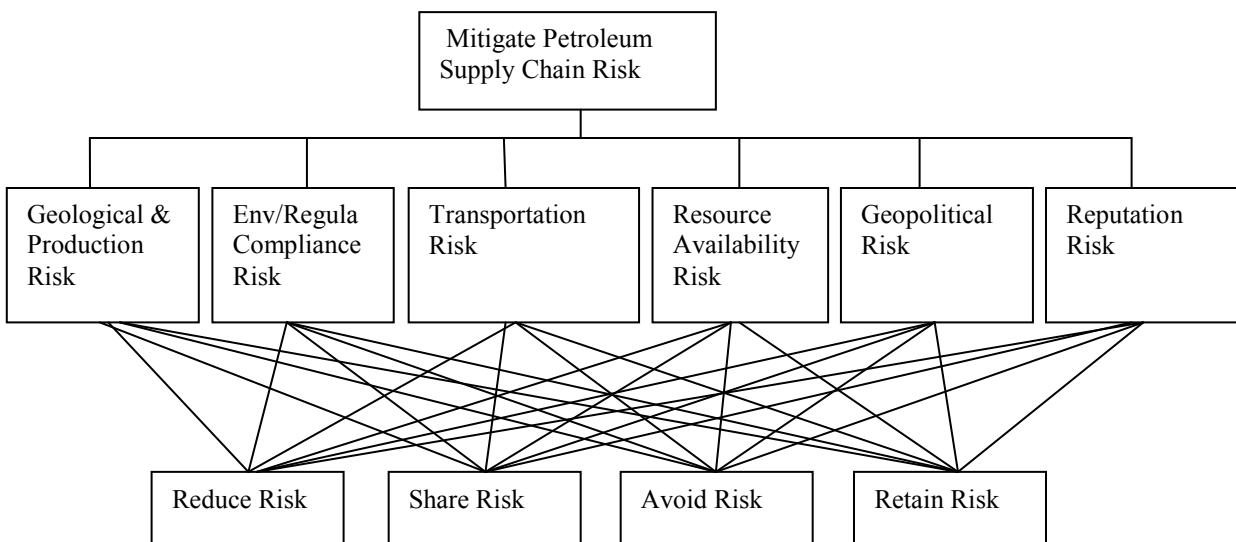 Mitigate Petroleum
Supply Chain Risk
Geological &
Production
Risk
Env/Regula
Compliance
Risk
Transportation
Risk
Resource
Availability
Risk
Geopolitical
Risk
Reputation
Risk
Reduce Risk
Share Risk
Avoid Risk
Retain Risk